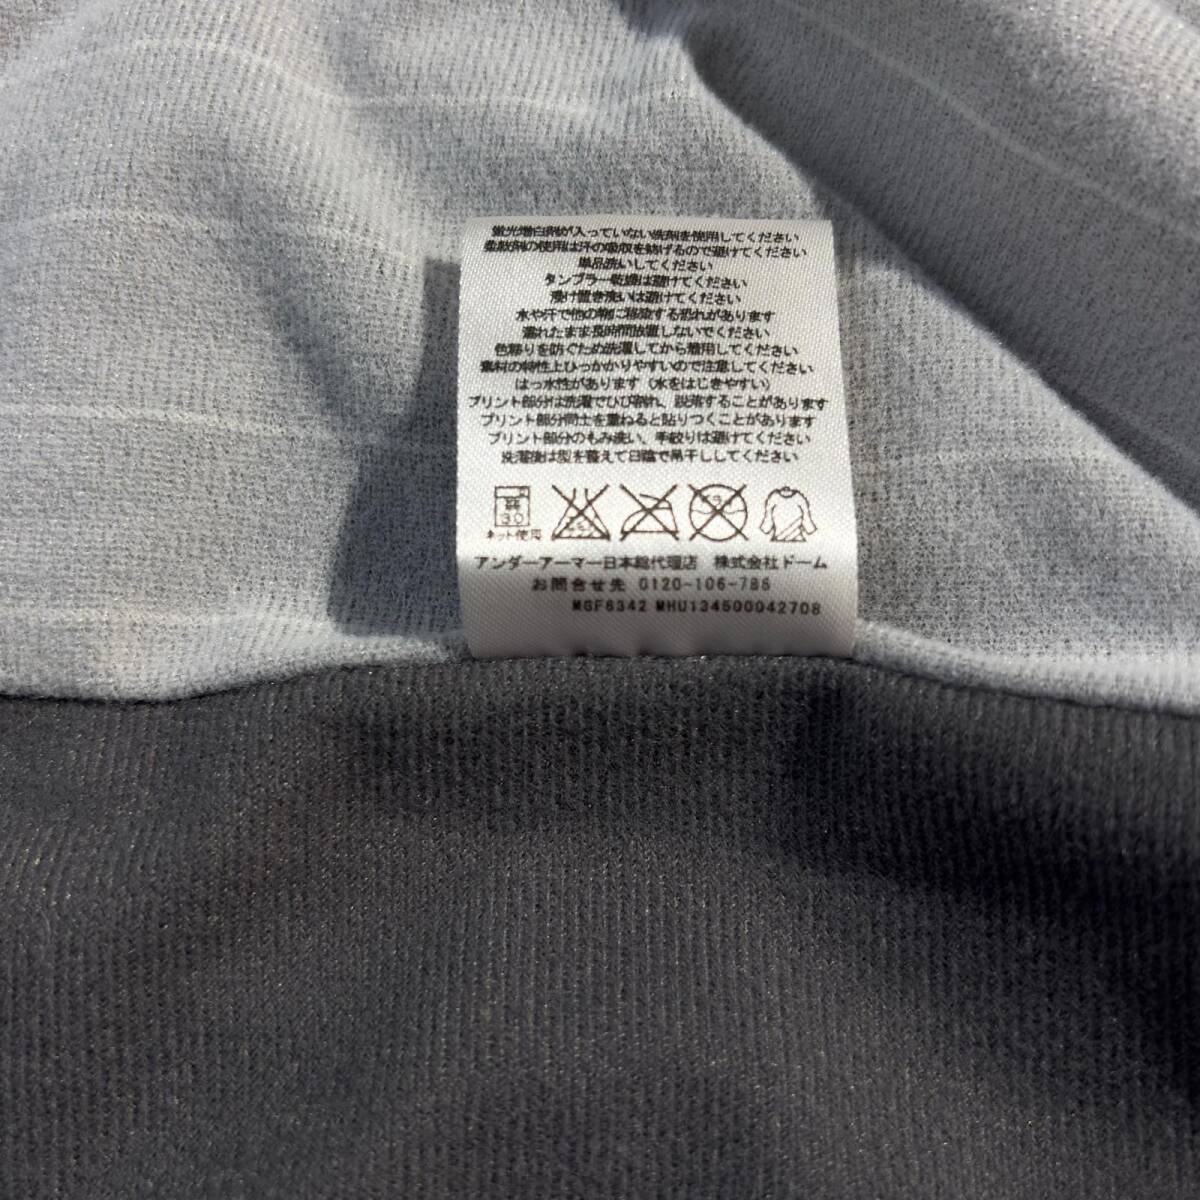 蛍光増白剤が入っていない洗剤を使用してください
柔軟剤の使用は汗の吸収を妨げるので避けてください
単品洗いしてください
タンブラー乾燥は避けてください
浸け置き洗いは避けてください
水や汗で他の物に移染する恐れがあります
濡れたまま長時間放置しないでください
色移りを防ぐため洗濯してから着用してください
素材の特性上ひっかかりやすいので注意してください
はっ水性があります（水をはじきやすい）
プリント部分は洗濯でひび割れ、脱落することがあります
プリント部分同士を重ねると貼りつくことがあります
プリント部分のもみ洗い、手絞りは避けてください
洗濯後は型を整えて日陰で吊干ししてください
弱
30
エンソ
ドライ
ネット使用
アンダーアーマー日本総代理店 株式会社ドーム
お問合せ先 0120-106-786
MGF6342 MHU134500042708